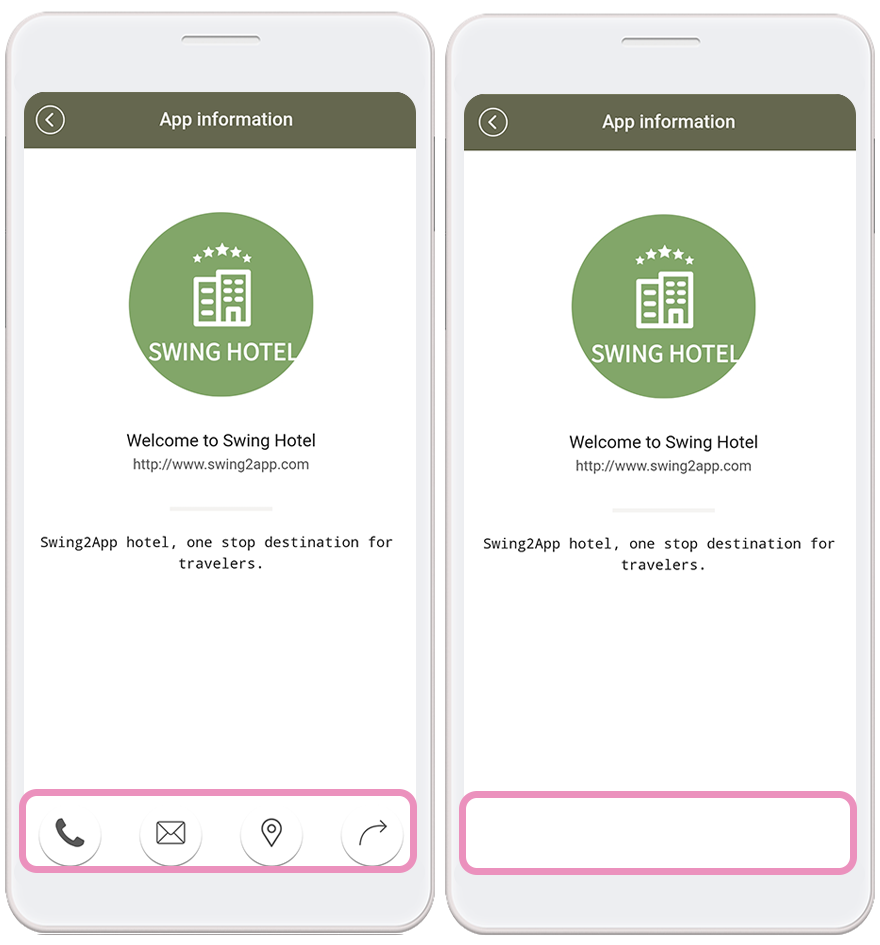 App information
SWING HOTEL
Welcome to Swing Hotel
http://www.swing2app.com
Swing2App hotel, one stop destination for
travelers.
App information
SWING HOTEL
Welcome to Swing Hotel
http://www.swing2app.com
Swing2App hotel, one stop destination for
travelers.